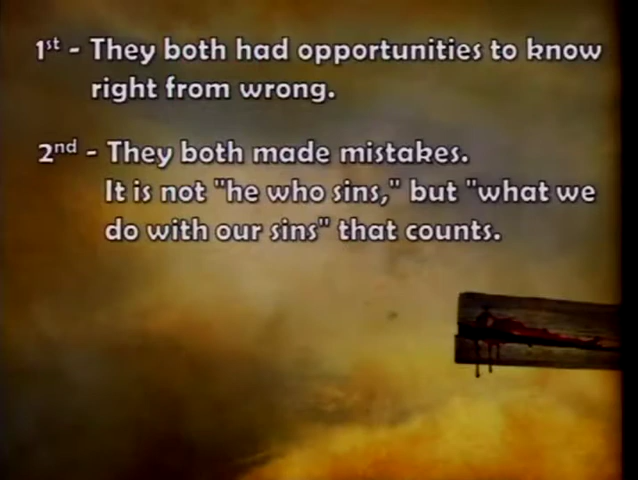 1st - They both had opportunities to know
right from wrong.
2nd - They both made mistakes.
It is not "he who sins," but "what we
do with our sins" that counts.